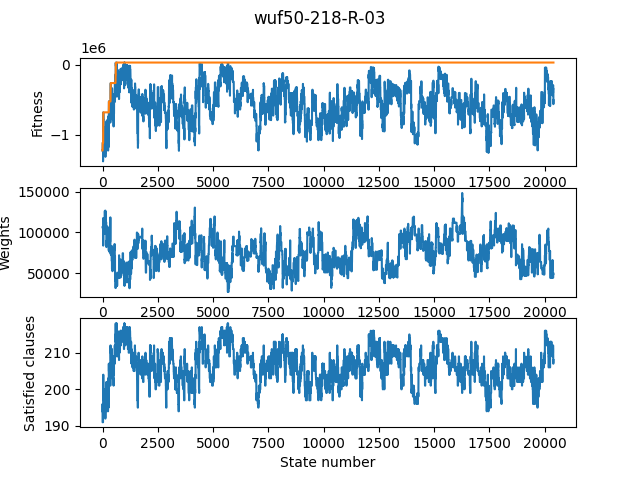 wuf50-218-R-03
1e6
Fitness
0
−1
0 2500 5000 7500 10000 12500 15000 17500 20000
Weights
150000
100000
50000
0 2500 5000 7500 10000 12500 15000 17500 20000
Satisfied clauses
210
200
190
0 2500 5000 7500 10000 12500 15000 17500 20000
State number